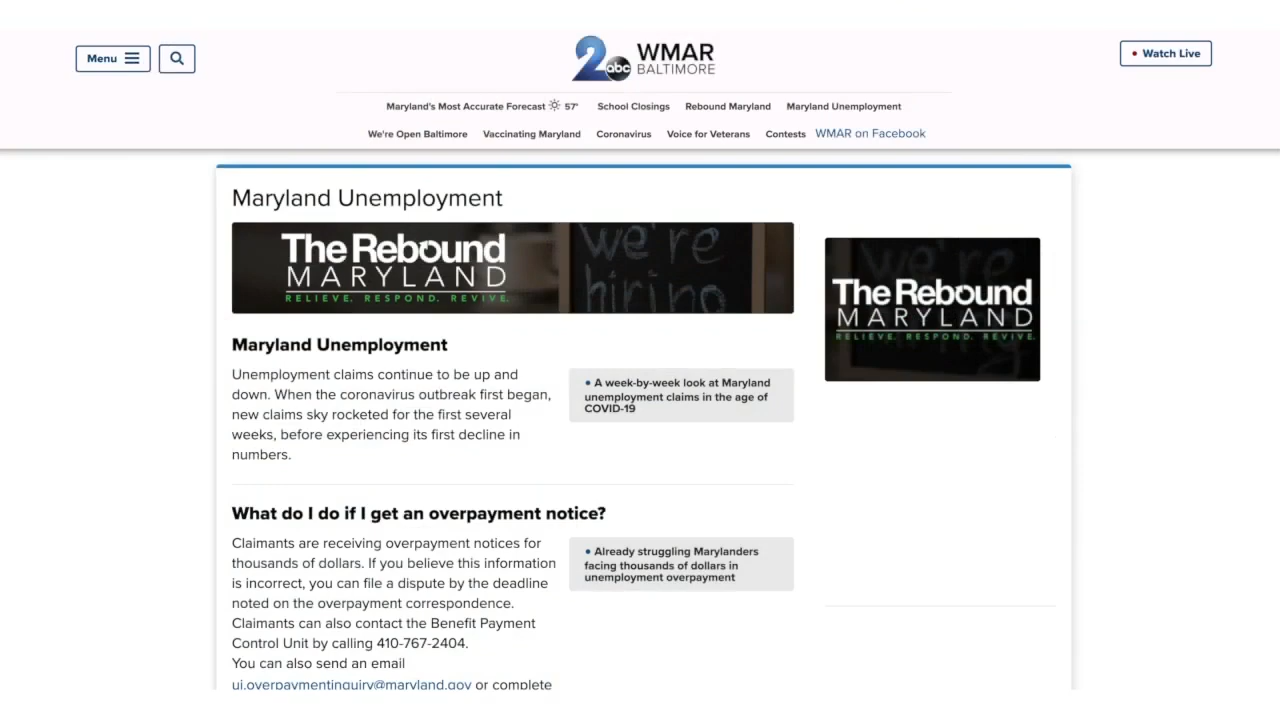 Menu
2 abc WMAR
BALTIMORE
Watch Live
Maryland's Most Accurate Forecast 57° School Closings Rebound Maryland Maryland Unemployment
We're Open Baltimore Vaccinating Maryland Coronavirus Voice for Veterans Contests WMAR on Facebook
Maryland Unemployment
The Rebound
MARYLAND
RELIEVE. RESPOND. REVIVE.
we're
hiring
we're
The Rebound
MARYLAND
RELIEVE. RESPOND. REVIVE.
Maryland Unemployment
Unemployment claims continue to be up and
down. When the coronavirus outbreak first began,
new claims sky rocketed for the first several
weeks, before experiencing its first decline in
numbers.
• A week-by-week look at Maryland
unemployment claims in the age of
COVID-19
What do I do if I get an overpayment notice?
Claimants are receiving overpayment notices for
thousands of dollars. If you believe this information
is incorrect, you can file a dispute by the deadline
noted on the overpayment correspondence.
Claimants can also contact the Benefit Payment
Control Unit by calling 410-767-2404.
You can also send an email
ui.overpaymentinquiry@maryland.gov or complete
• Already struggling Marylanders
facing thousands of dollars in
unemployment overpayment